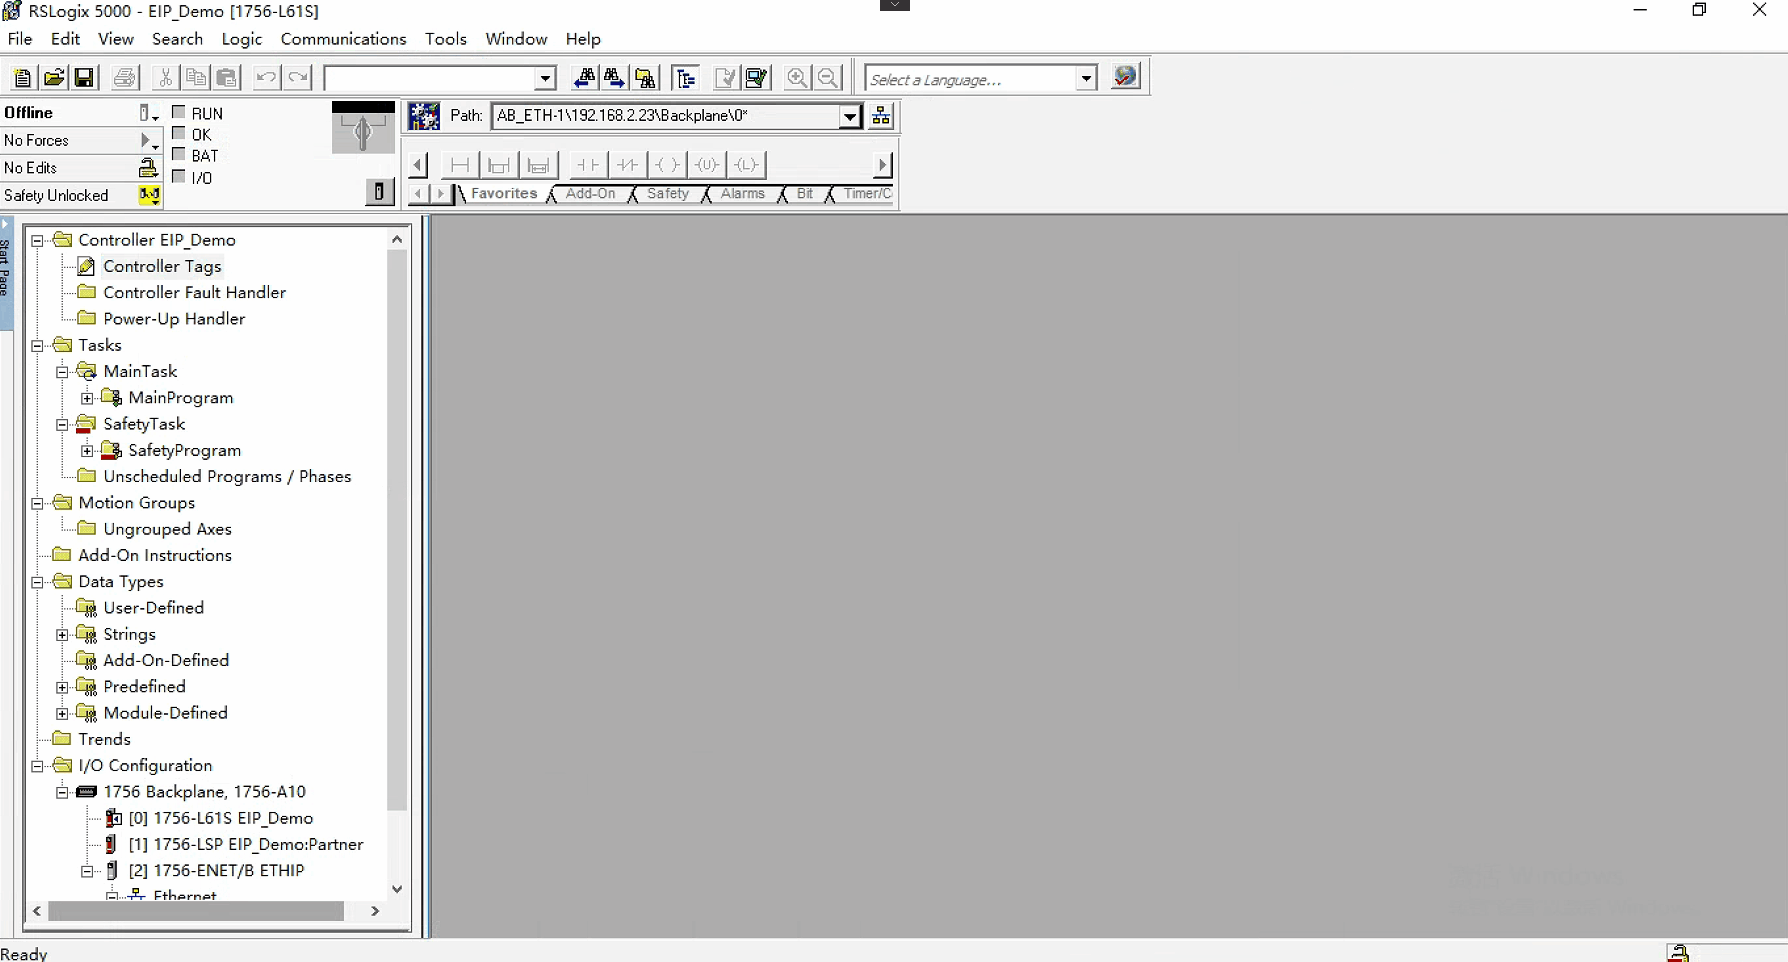 RSLogix 5000 - EIP_Demo [1756-L61S]
File Edit View Search Logic Communications Tools Window Help
Select a Language...
Offline
RUN
No Forces
OK
No Edits
BAT
Safety Unlocked
I/O
Path: AB_ETH-1\192.168.2.23\Backplane\0*
Favorites Add-On Safety Alarms Bit Timer/C
Start Page
Controller EIP_Demo
Controller Tags
Controller Fault Handler
Power-Up Handler
Tasks
MainTask
MainProgram
SafetyTask
SafetyProgram
Unscheduled Programs / Phases
Motion Groups
Ungrouped Axes
Add-On Instructions
Data Types
User-Defined
Strings
Add-On-Defined
Predefined
Module-Defined
Trends
I/O Configuration
1756 Backplane, 1756-A10
[0] 1756-L61S EIP_Demo
[1] 1756-LSP EIP_Demo:Partner
[2] 1756-ENET/B ETHIP
Ethernet
Ready